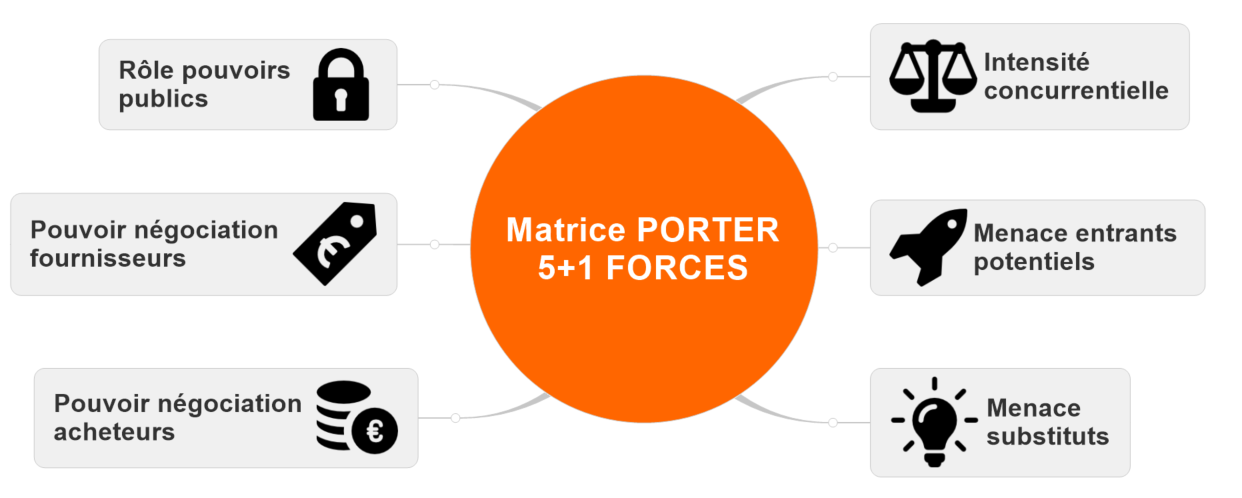 Matrice PORTER
5+1 FORCES
Rôle pouvoirs
publics
Pouvoir négociation
fournisseurs
€
Pouvoir négociation
acheteurs
€
Intensité
concurrentielle
Menace entrants
potentiels
Menace
substituts